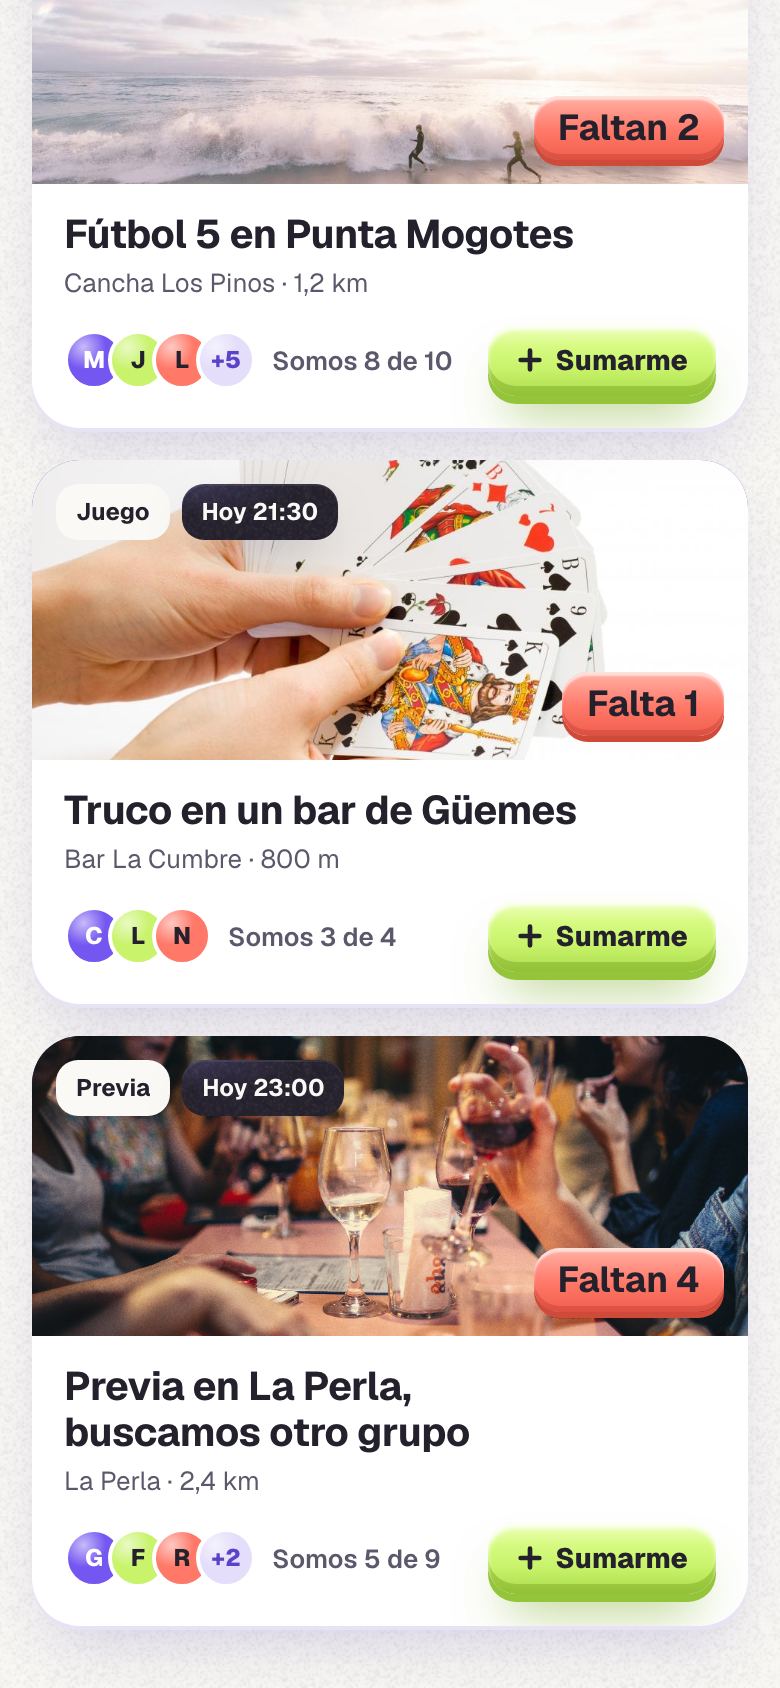 Faltan 2
Fútbol 5 en Punta Mogotes
Cancha Los Pinos · 1,2 km
M J L +5 Somos 8 de 10 + Sumarme
Juego Hoy 21:30
B
7
B
9
K
K
K
K
9
Falta 1
Truco en un bar de Güemes
Bar La Cumbre · 800 m
C L N Somos 3 de 4 + Sumarme
Previa Hoy 23:00
Faltan 4
Previa en La Perla,
buscamos otro grupo
La Perla · 2,4 km
G F R +2 Somos 5 de 9 + Sumarme